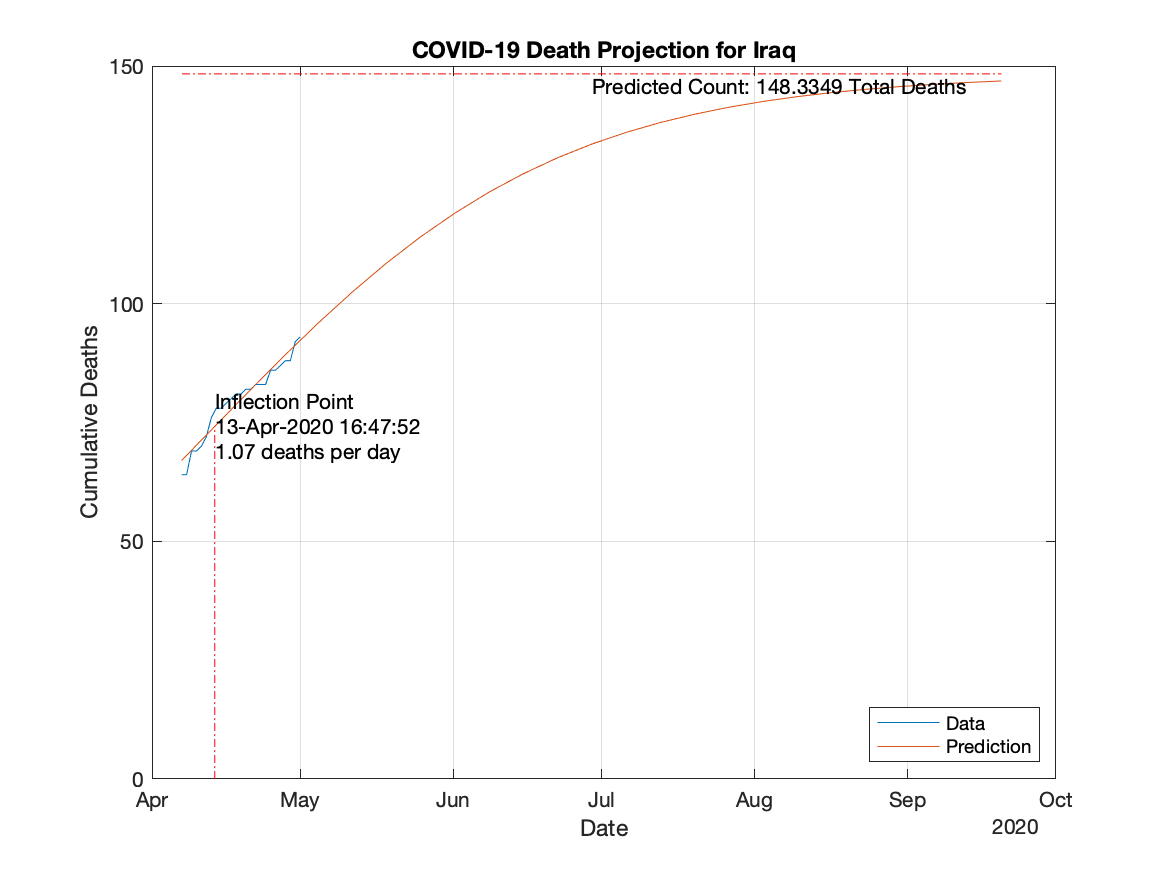 COVID-19 Death Projection for Iraq
150
Predicted Count: 148.3349 Total Deaths
100
Cumulative Deaths
Inflection Point
13-Apr-2020 16:47:52
1.07 deaths per day
50
Data
Prediction
0
Apr May Jun Jul Aug Sep Oct
Date
2020